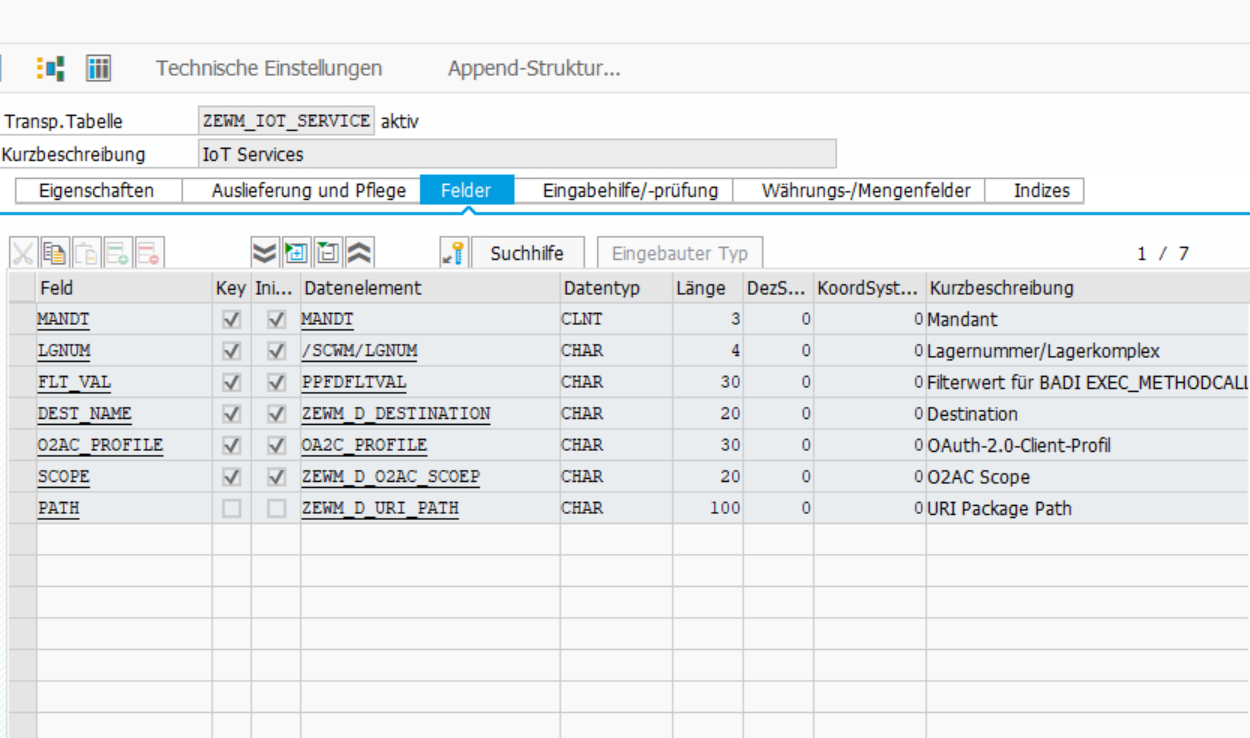 Technische Einstellungen Append-Struktur...
Transp.Tabelle ZEWM_IOT_SERVICE aktiv
Kurzbeschreibung IoT Services
Eigenschaften Auslieferung und Pflege Felder Eingabehilfe/-prüfung Währungs-/Mengenfelder Indizes
Suchhilfe Eingebauter Typ 1 / 7
Feld Key Ini... Datenelement Datentyp Länge DezS... KoordSyst... Kurzbeschreibung
MANDT MANDT CLNT 3 0 0 Mandant
LGNUM /SCWM/LGNUM CHAR 4 0 0 Lagernummer/Lagerkomplex
FLT_VAL PPFDFLTVAL CHAR 30 0 0 Filterwert für BADI EXEC_METHODCALL
DEST_NAME ZEWM_D_DESTINATION CHAR 20 0 0 Destination
O2AC_PROFILE OA2C_PROFILE CHAR 30 0 0 OAuth-2.0-Client-Profil
SCOPE ZEWM_D_O2AC_SCOEP CHAR 20 0 0 O2AC Scope
PATH ZEWM_D_URI_PATH CHAR 100 0 0 URI Package Path